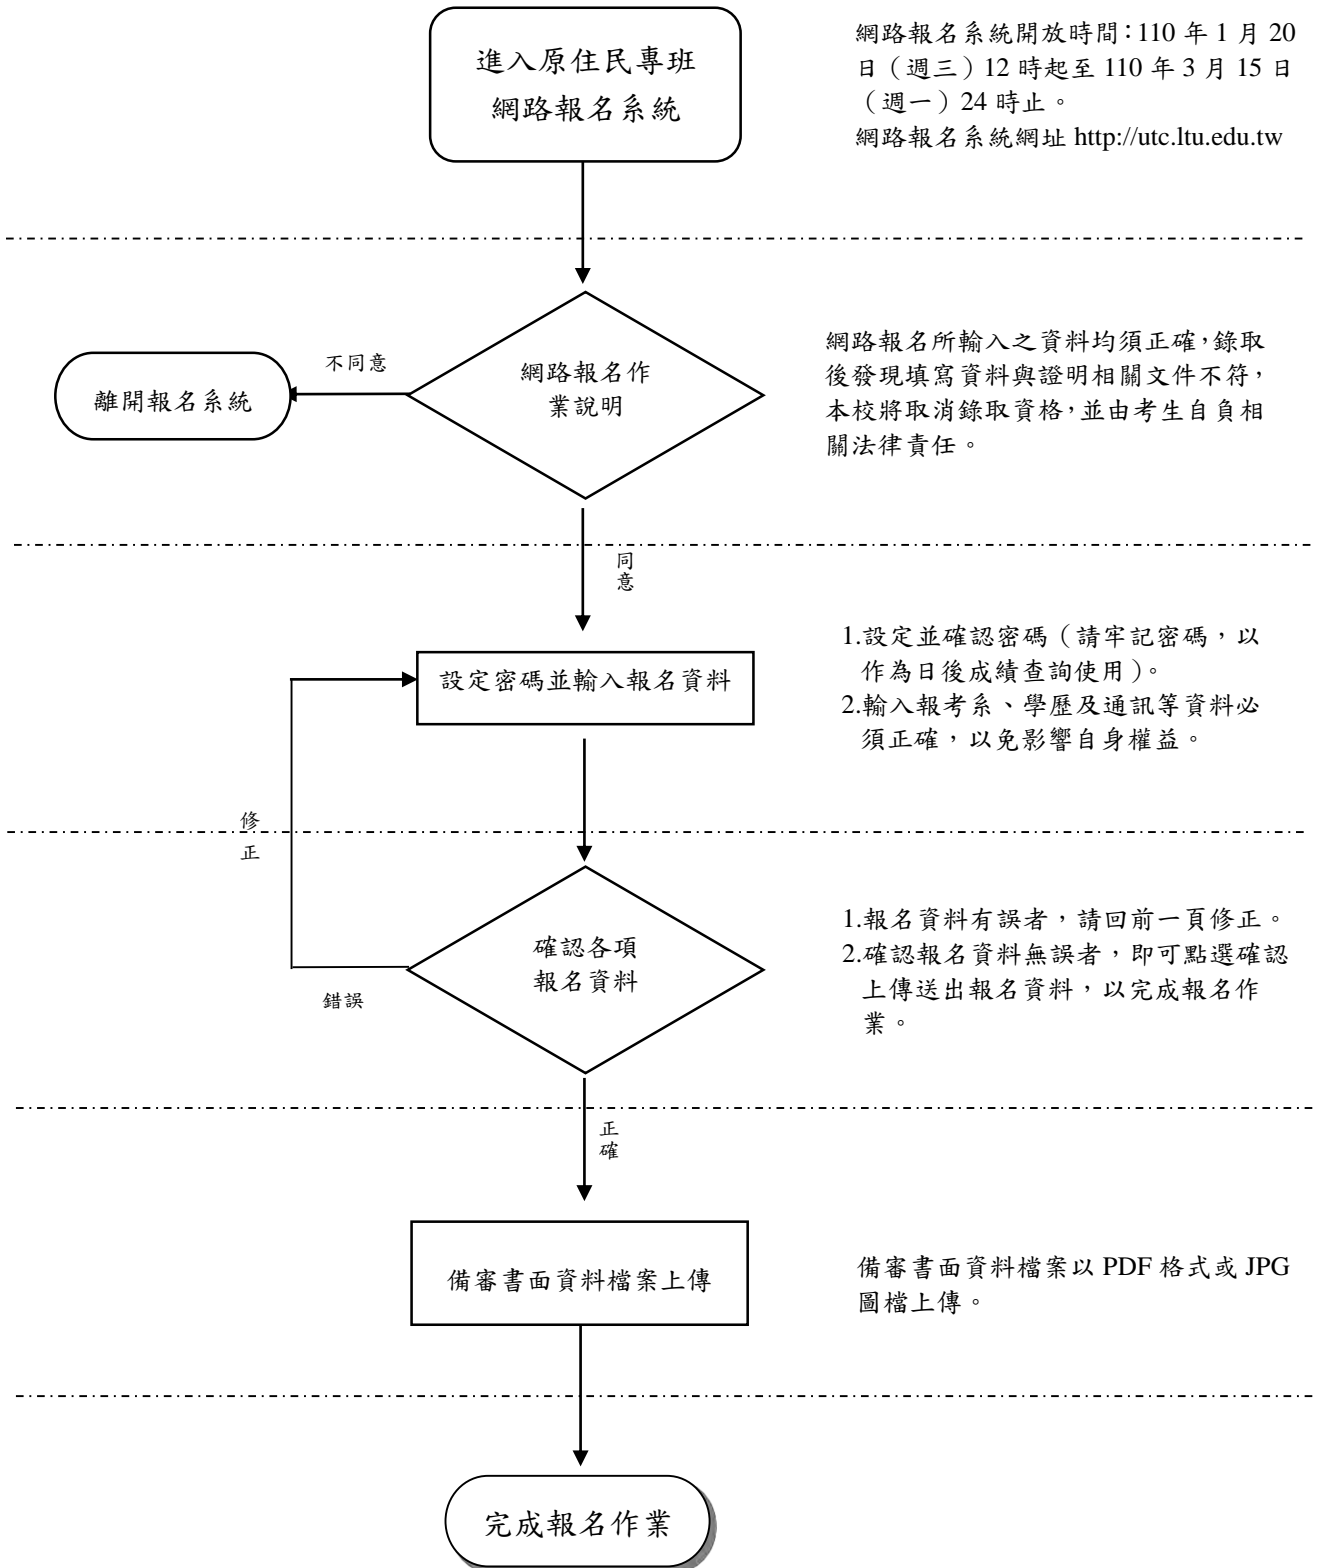 進入原住民專班
網路報名系統
網路報名系統開放時間：110 年 1 月 20
日（週三）12 時起至 110 年 3 月 15 日
（週一）24 時止。
網路報名系統網址 http://utc.ltu.edu.tw
不同意
離開報名系統
網路報名作
業說明
網路報名所輸入之資料均須正確，錄取
後發現填寫資料與證明相關文件不符，
本校將取消錄取資格，並由考生自負相
關法律責任。
同
意
設定密碼並輸入報名資料
1.設定並確認密碼（請牢記密碼，以
作為日後成績查詢使用）。
2.輸入報考系、學歷及通訊等資料必
須正確，以免影響自身權益。
修
正
確認各項
報名資料
錯誤
1.報名資料有誤者，請回前一頁修正。
2.確認報名資料無誤者，即可點選確認
上傳送出報名資料，以完成報名作
業。
正
確
備審書面資料檔案上傳
備審書面資料檔案以 PDF 格式或 JPG
圖檔上傳。
完成報名作業